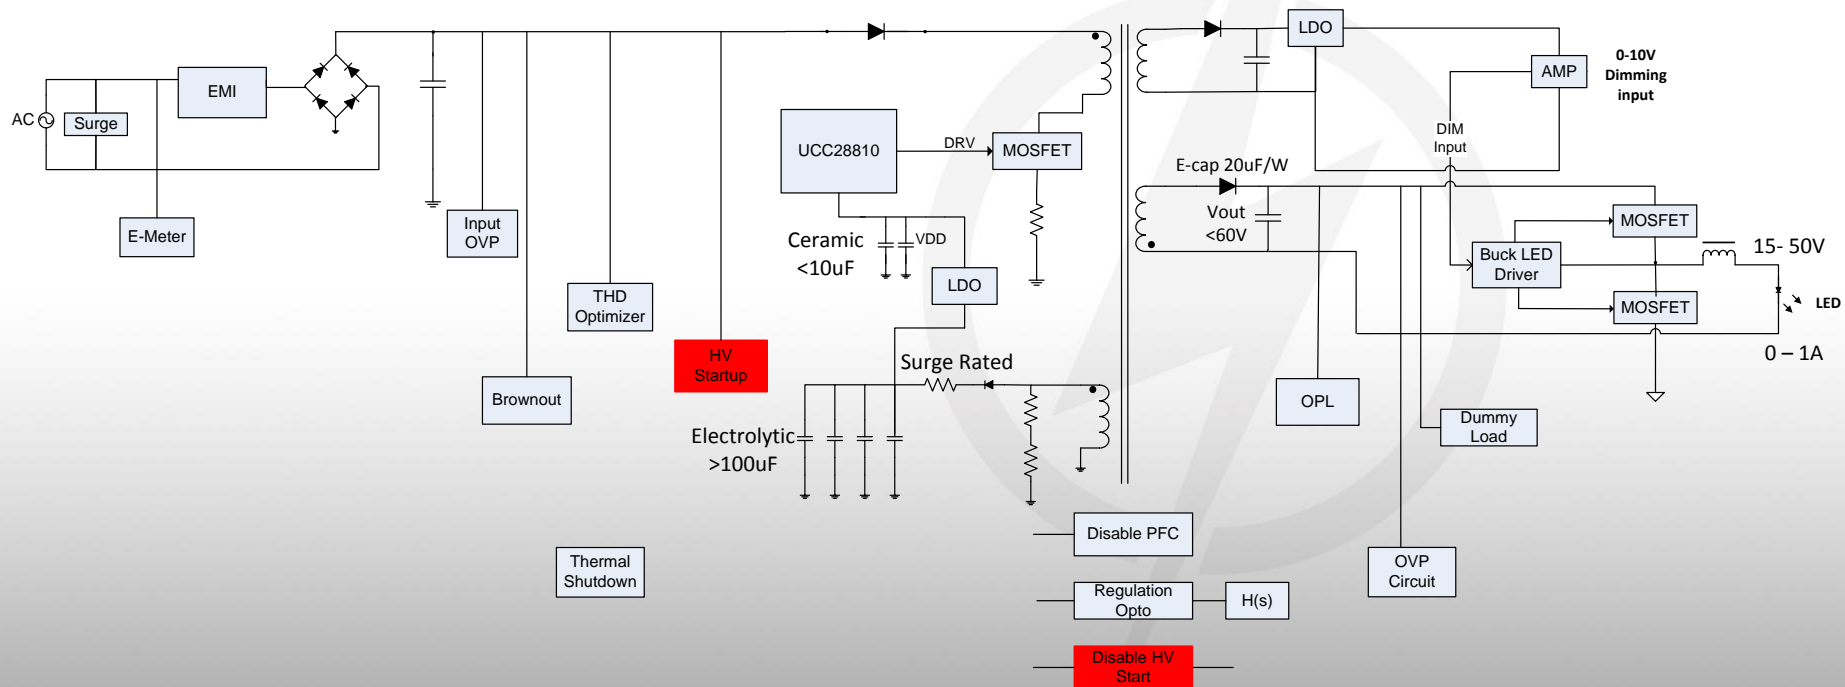 LDO
AMP
0-10V
Dimming
input
EMI
AC
Surge
UCC28810
DRV
MOSFET
DIM
Input
E-cap 20uF/W
Vout
<60V
MOSFET
E-Meter
Input
OVP
Ceramic
<10uF
VDD
Buck LED
Driver
15- 50V
LDO
THD
Optimizer
MOSFET
LED
HV
Startup
Surge Rated
0 – 1A
Brownout
OPL
Dummy
Load
Electrolytic
>100uF
Disable PFC
Thermal
Shutdown
OVP
Circuit
Regulation
Opto
H(s)
Disable HV
Start